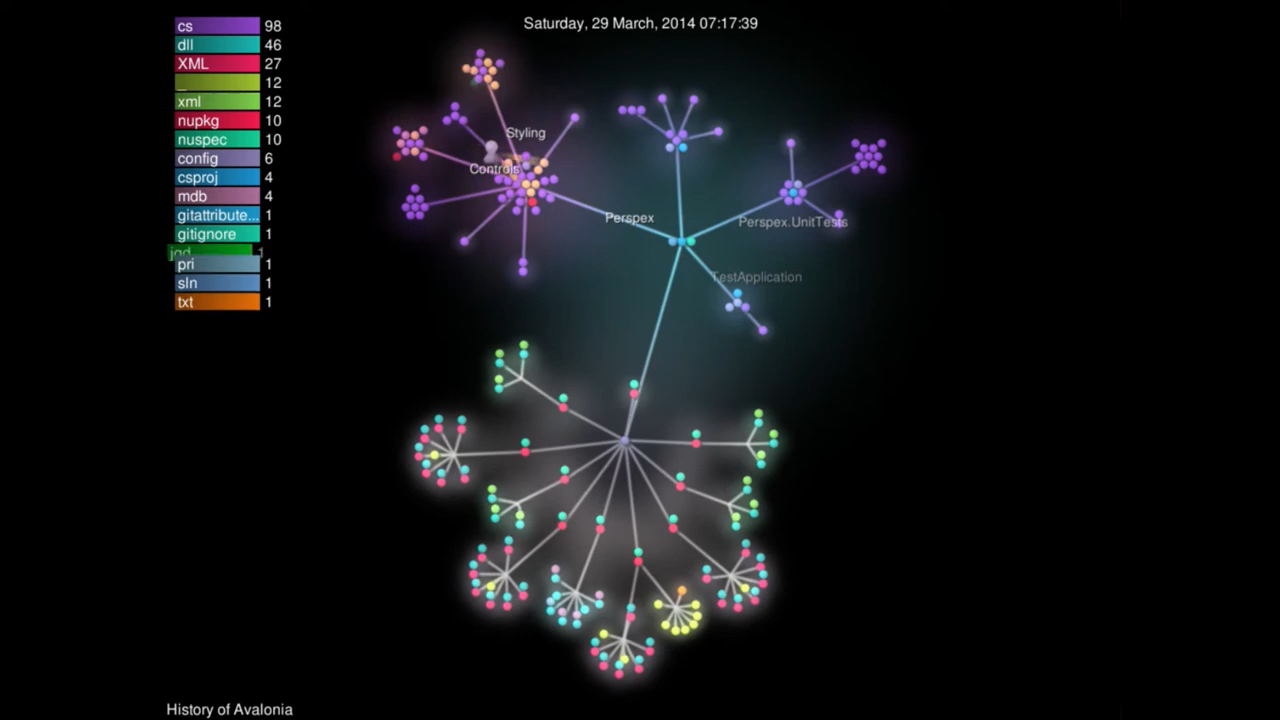 Saturday, 29 March, 2014 07:17:39
cs 98
dll 46
XML 27
_ 12
xml 12
nupkg 10
nuspec 10
config 6
csproj 4
mdb 4
gitattribute... 1
gitignore 1
1
pri 1
sln 1
txt 1
Styling
Controls
Perspex
Perspex.UnitTests
TestApplication
History of Avalonia